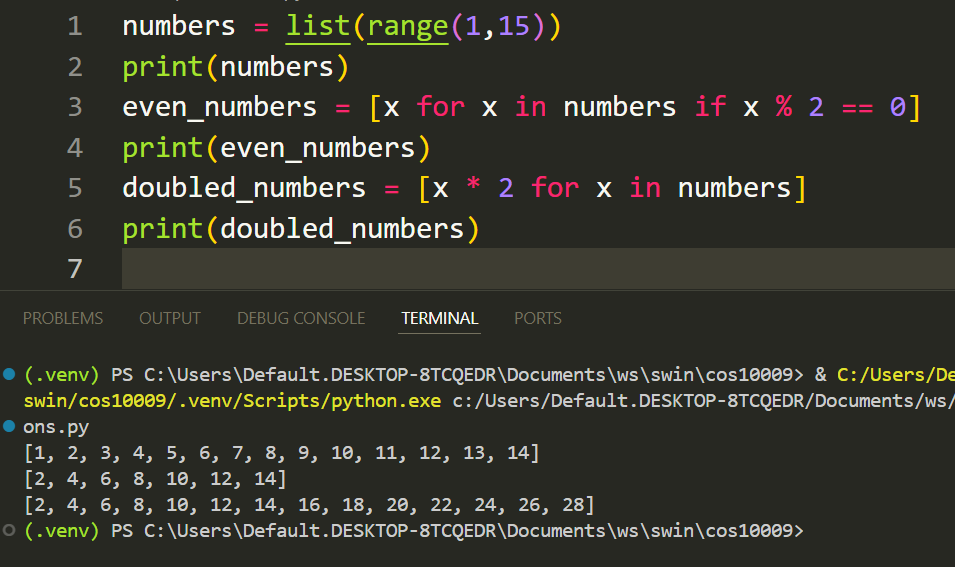 1 numbers = list(range(1,15))
2 print(numbers)
3 even_numbers = [x for x in numbers if x % 2 == 0]
4 print(even_numbers)
5 doubled_numbers = [x * 2 for x in numbers]
6 print(doubled_numbers)
7
PROBLEMS OUTPUT DEBUG CONSOLE TERMINAL PORTS
(.venv) PS C:\Users\Default.DESKTOP-8TCQEDR\Documents\ws\swin\cos10009> & C:/Users/De
swin/cos10009/.venv/Scripts/python.exe c:/Users/Default.DESKTOP-8TCQEDR/Documents/ws/
ons.py
[1, 2, 3, 4, 5, 6, 7, 8, 9, 10, 11, 12, 13, 14]
[2, 4, 6, 8, 10, 12, 14]
[2, 4, 6, 8, 10, 12, 14, 16, 18, 20, 22, 24, 26, 28]
(.venv) PS C:\Users\Default.DESKTOP-8TCQEDR\Documents\ws\swin\cos10009>